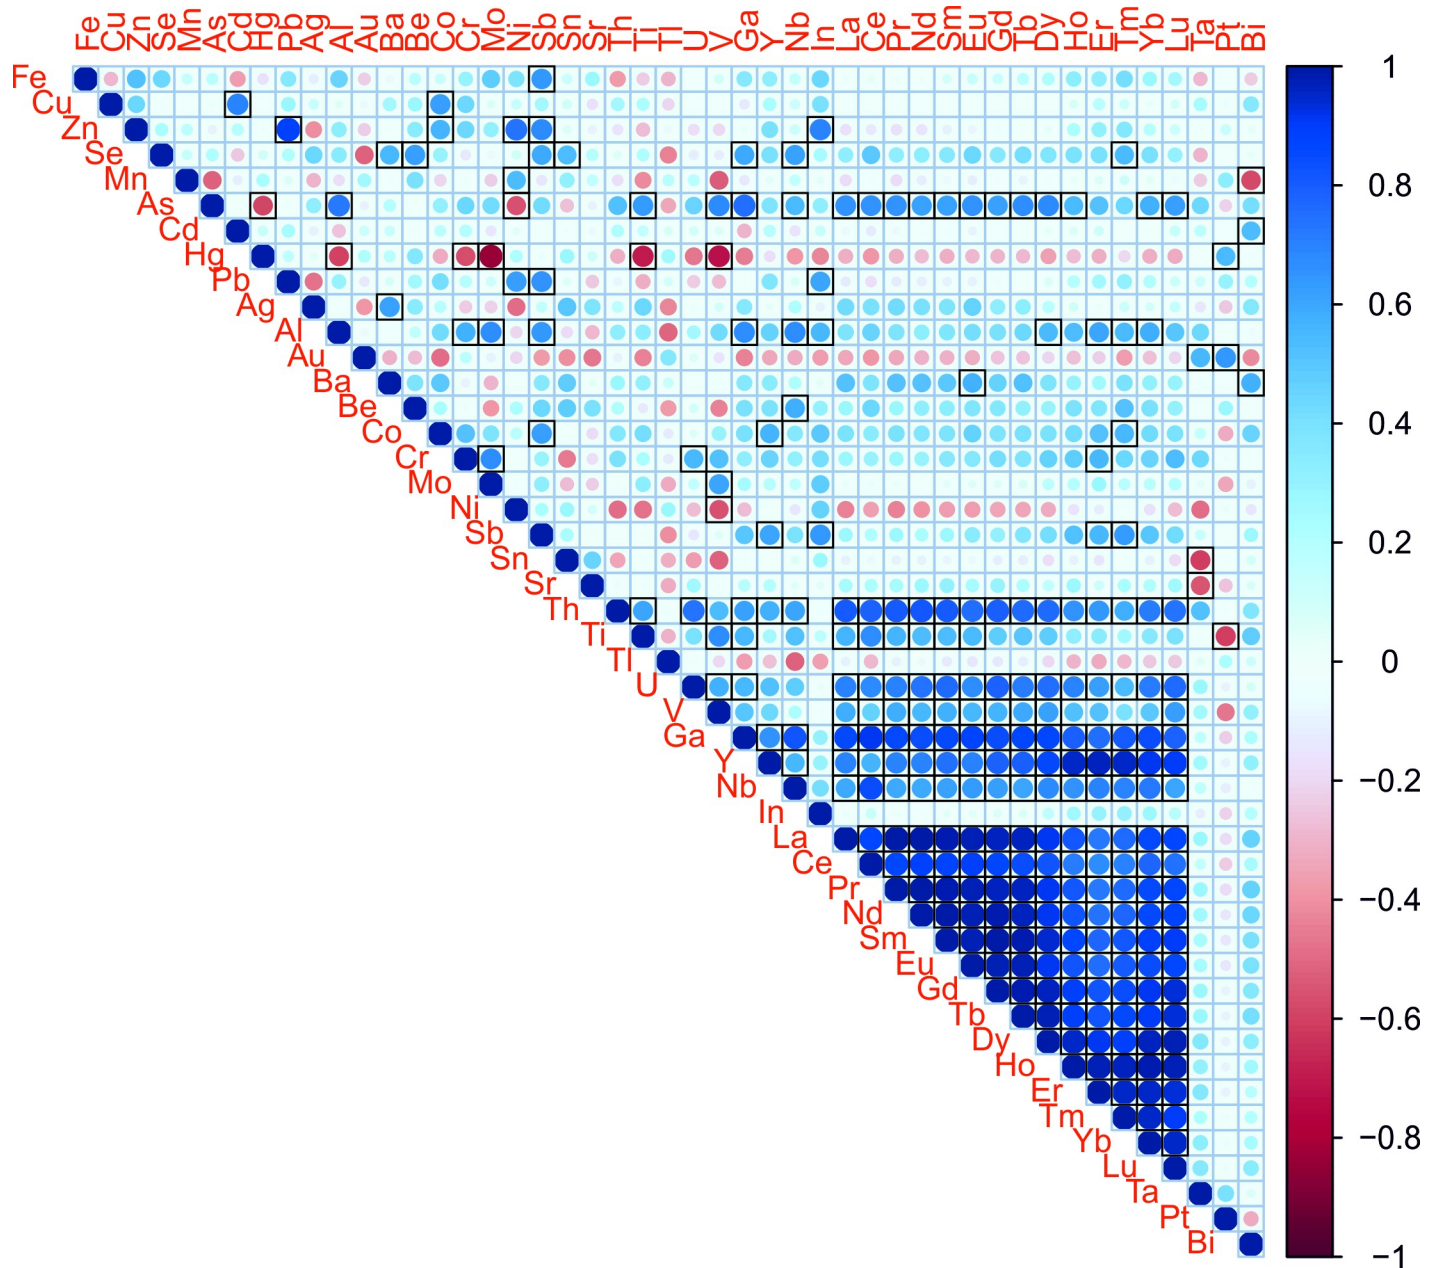 Fe Cu Zn Se Mn As Cd Hg Pb Ag Al Au Ba Be Co Cr Mo Ni Sb Sn Sr Th Ti Tl U V Ga Y Nb In La Ce Pr Nd Sm Eu Gd Tb Dy Ho Er Tm Yb Lu Ta Pt Bi
Fe
Cu
Zn
Se
Mn
As
Cd
Hg
Pb
Ag
Al
Au
Ba
Be
Co
Cr
Mo
Ni
Sb
Sn
Sr
Th
Ti
Tl
U
V
Ga
Y
Nb
In
La
Ce
Pr
Nd
Sm
Eu
Gd
Tb
Dy
Ho
Er
Tm
Yb
Lu
Ta
Pt
Bi
1
0.8
0.6
0.4
0.2
0
−0.2
−0.4
−0.6
−0.8
−1